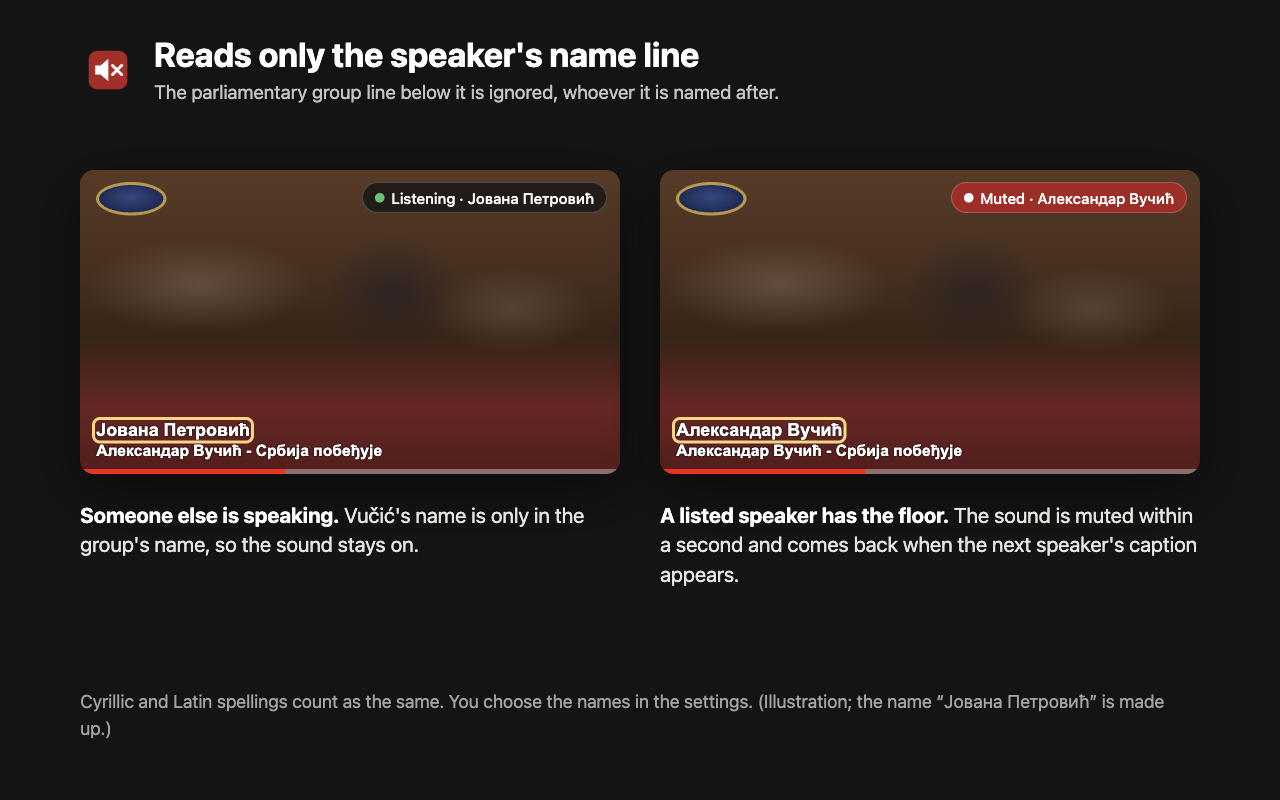 Reads only the speaker's name line
The parliamentary group line below it is ignored, whoever it is named after.
Listening · Јована Петровић
Јована Петровић
Александар Вучић - Србија побеђује
Muted · Александар Вучић
Александар Вучић
Александар Вучић - Србија побеђује
Someone else is speaking. Vučić's name is only in the
group's name, so the sound stays on.
A listed speaker has the floor. The sound is muted within
a second and comes back when the next speaker's caption
appears.
Cyrillic and Latin spellings count as the same. You choose the names in the settings. (Illustration; the name “Јована Петровић” is made
up.)